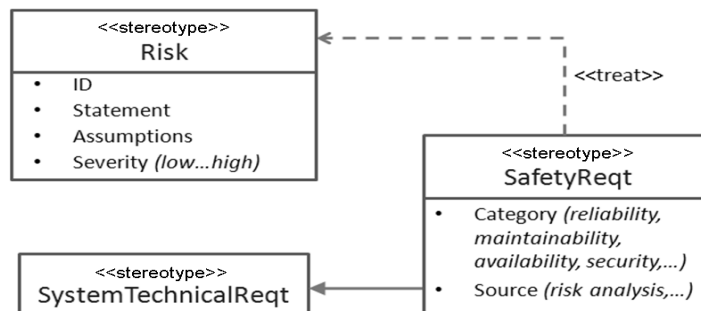 <<stereotype>>
Risk
• ID
• Statement
• Assumptions
• Severity (low...high)
<<treat>>
<<stereotype>>
SafetyReqt
• Category (reliability,
maintainability,
availability, security,...)
• Source (risk analysis,...)
<<stereotype>>
SystemTechnicalReqt